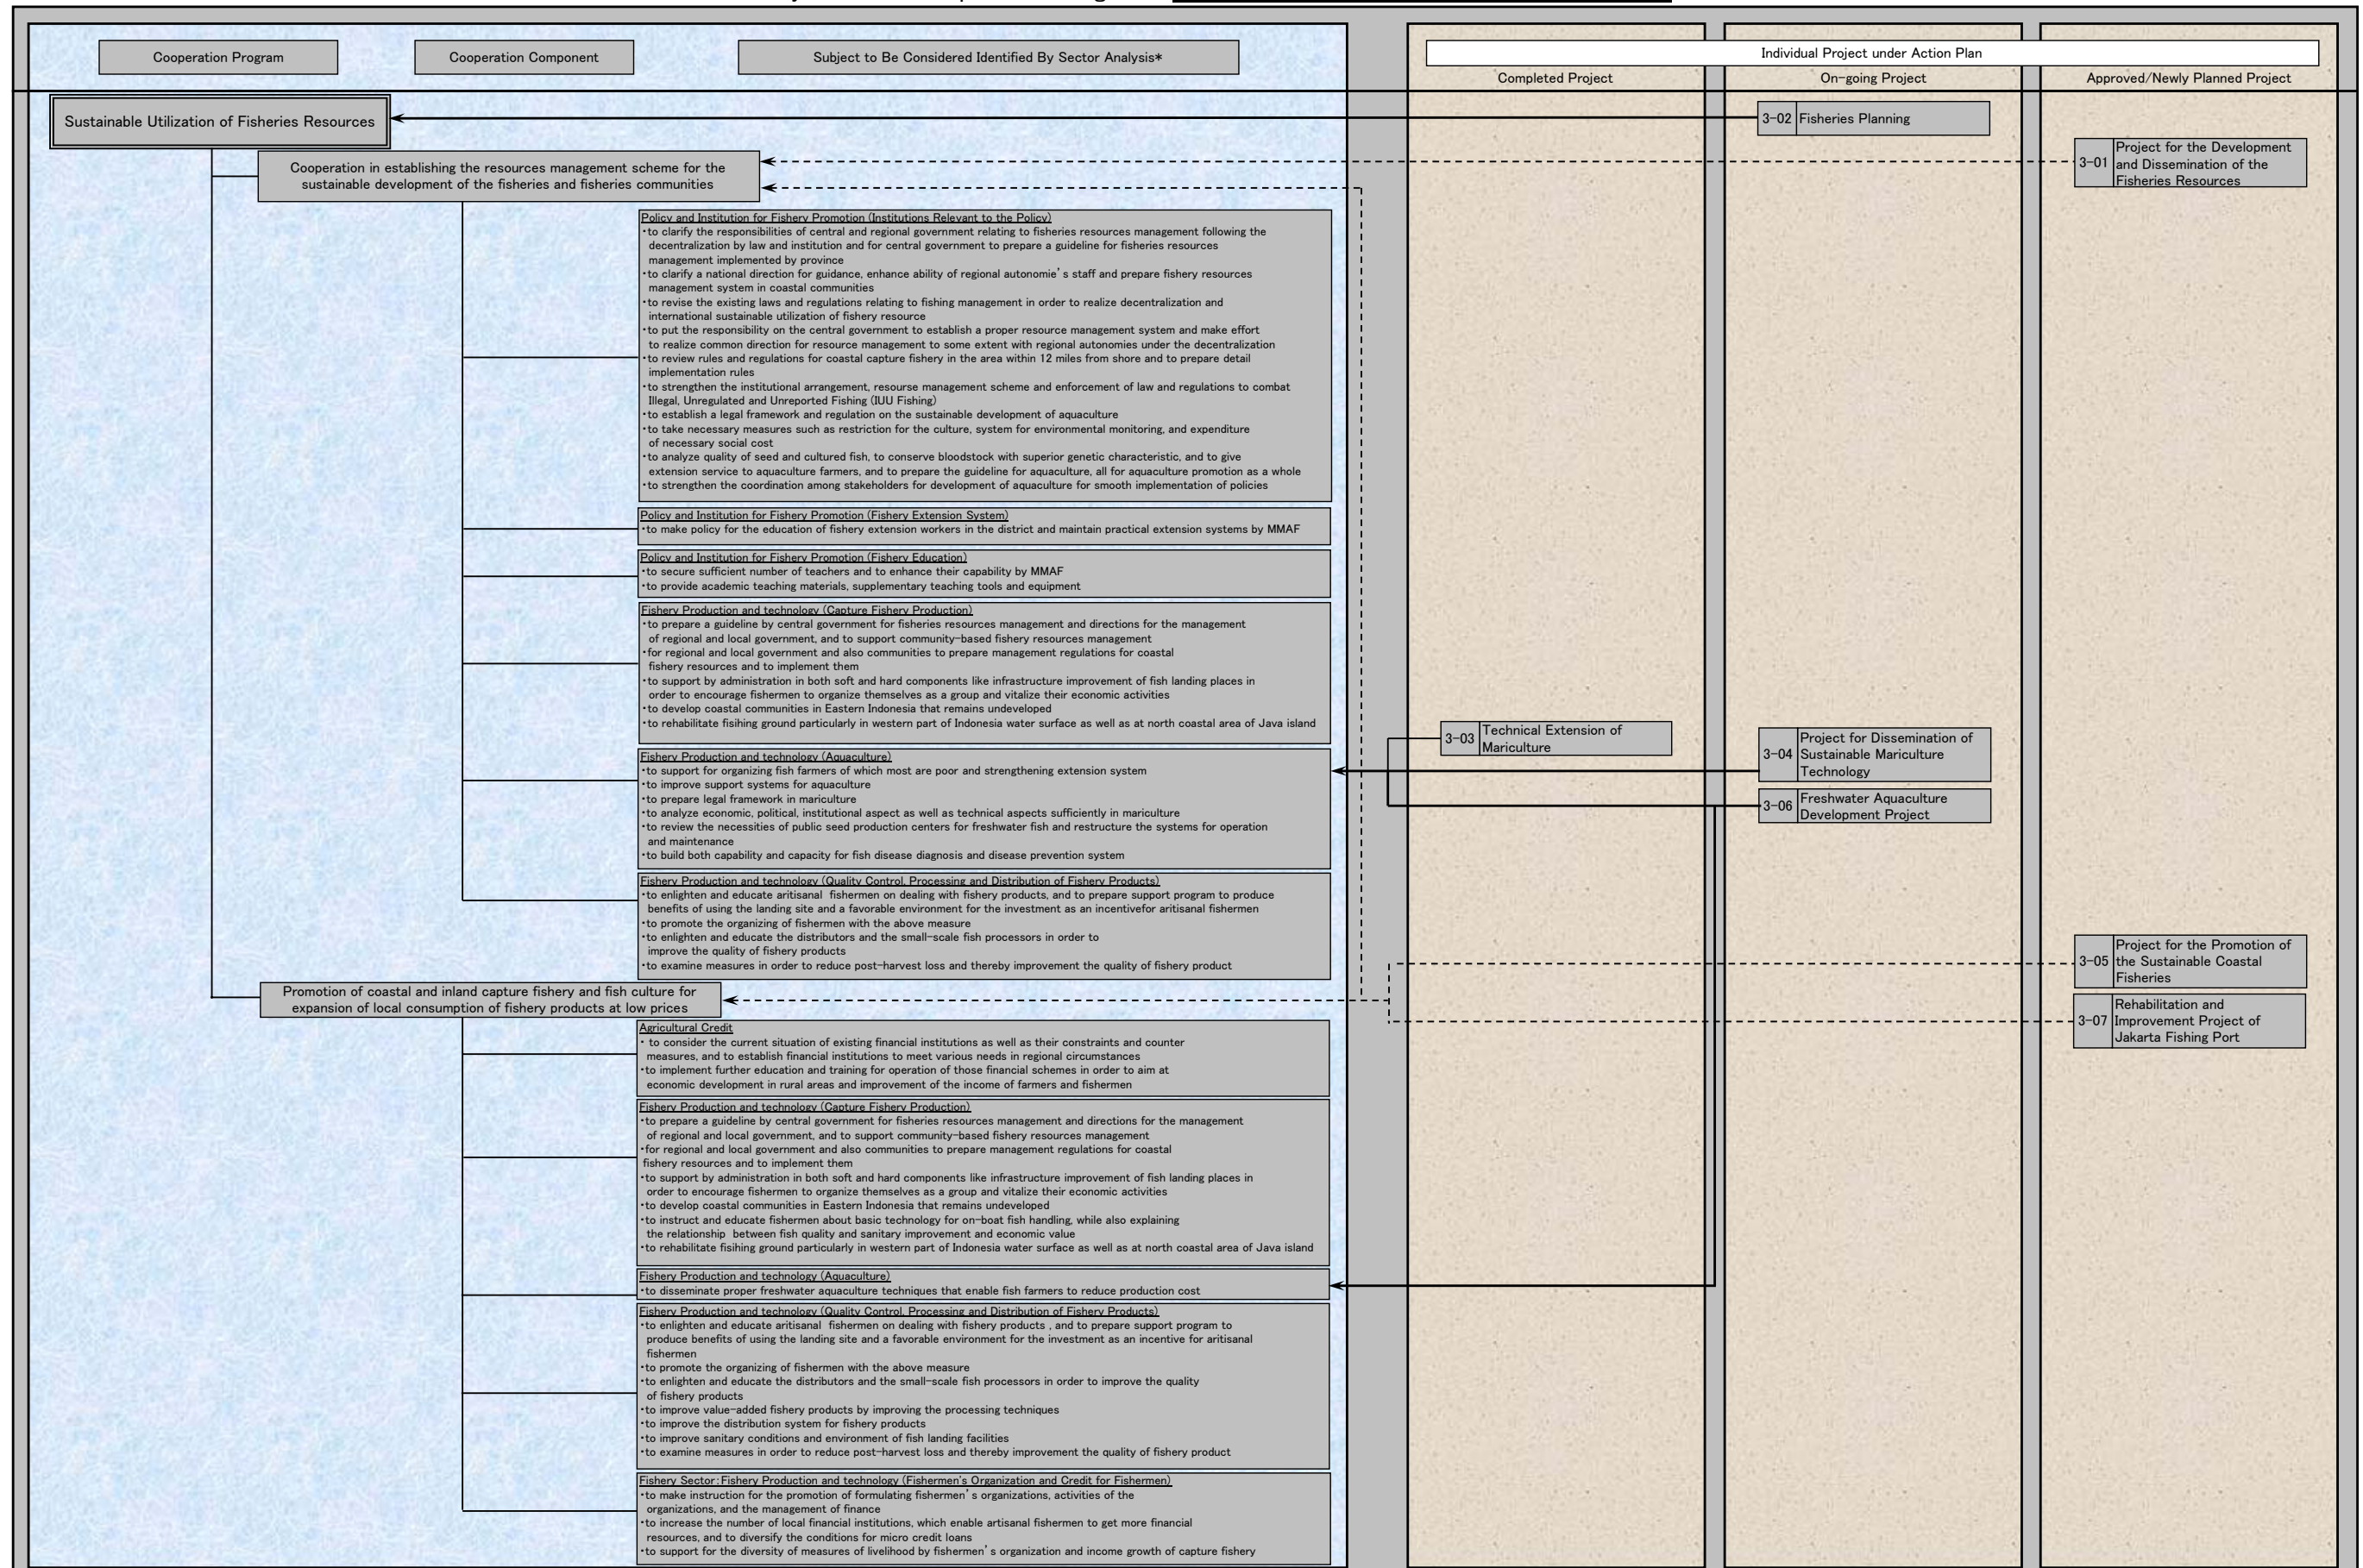 Cooperation Program
Cooperation Component
Subject to Be Considered Identified By Sector Analysis*
Individual Project under Action Plan
Completed Project
On-going Project
Approved/Newly Planned Project
Sustainable Utilization of Fisheries Resources
3-02 Fisheries Planning
Cooperation in establishing the resources management scheme for the
sustainable development of the fisheries and fisheries communities
3-01
Project for the Development
and Dissemination of the
Fisheries Resources
Policy and Institution for Fishery Promotion (Institutions Relevant to the Policy)
・to clarify the responsibilities of central and regional government relating to fisheries resources management following the
decentralization by law and institution and for central government to prepare a guideline for fisheries resources
management implemented by province
・to clarify a national direction for guidance, enhance ability of regional autonomie's staff and prepare fishery resources
management system in coastal communities
・to revise the existing laws and regulations relating to fishing management in order to realize decentralization and
international sustainable utilization of fishery resource
・to put the responsibility on the central government to establish a proper resource management system and make effort
to realize common direction for resource management to some extent with regional autonomies under the decentralization
・to review rules and regulations for coastal capture fishery in the area within 12 miles from shore and to prepare detail
implementation rules
・to strengthen the institutional arrangement, resourse management scheme and enforcement of law and regulations to combat
Illegal, Unregulated and Unreported Fishing (IUU Fishing)
・to establish a legal framework and regulation on the sustainable development of aquaculture
・to take necessary measures such as restriction for the culture, system for environmental monitoring, and expenditure
of necessary social cost
・to analyze quality of seed and cultured fish, to conserve bloodstock with superior genetic characteristic, and to give
extension service to aquaculture farmers, and to prepare the guideline for aquaculture, all for aquaculture promotion as a whole
・to strengthen the coordination among stakeholders for development of aquaculture for smooth implementation of policies
Policy and Institution for Fishery Promotion (Fishery Extension System)
・to make policy for the education of fishery extension workers in the district and maintain practical extension systems by MMAF
Policy and Institution for Fishery Promotion (Fishery Education)
・to secure sufficient number of teachers and to enhance their capability by MMAF
・to provide academic teaching materials, supplementary teaching tools and equipment
Fishery Production and technology (Capture Fishery Production)
・to prepare a guideline by central government for fisheries resources management and directions for the management
of regional and local government, and to support community-based fishery resources management
・for regional and local government and also communities to prepare management regulations for coastal
fishery resources and to implement them
・to support by administration in both soft and hard components like infrastructure improvement of fish landing places in
order to encourage fishermen to organize themselves as a group and vitalize their economic activities
・to develop coastal communities in Eastern Indonesia that remains undeveloped
・to rehabilitate fisihing ground particularly in western part of Indonesia water surface as well as at north coastal area of Java island
3-03
Technical Extension of
Mariculture
3-04
Project for Dissemination of
Sustainable Mariculture
Technology
3-06
Freshwater Aquaculture
Development Project
Fishery Production and technology (Aquaculture)
・to support for organizing fish farmers of which most are poor and strengthening extension system
・to improve support systems for aquaculture
・to prepare legal framework in mariculture
・to analyze economic, political, institutional aspect as well as technical aspects sufficiently in mariculture
・to review the necessities of public seed production centers for freshwater fish and restructure the systems for operation
and maintenance
・to build both capability and capacity for fish disease diagnosis and disease prevention system
Fishery Production and technology (Quality Control, Processing and Distribution of Fishery Products)
・to enlighten and educate aritisanal fishermen on dealing with fishery products, and to prepare support program to produce
benefits of using the landing site and a favorable environment for the investment as an incentivefor aritisanal fishermen
・to promote the organizing of fishermen with the above measure
・to enlighten and educate the distributors and the small-scale fish processors in order to
improve the quality of fishery products
・to examine measures in order to reduce post-harvest loss and thereby improvement the quality of fishery product
3-05
Project for the Promotion of
the Sustainable Coastal
Fisheries
3-07
Rehabilitation and
Improvement Project of
Jakarta Fishing Port
Promotion of coastal and inland capture fishery and fish culture for
expansion of local consumption of fishery products at low prices
Agricultural Credit
・ to consider the current situation of existing financial institutions as well as their constraints and counter
measures, and to establish financial institutions to meet various needs in regional circumstances
・to implement further education and training for operation of those financial schemes in order to aim at
economic development in rural areas and improvement of the income of farmers and fishermen
Fishery Production and technology (Capture Fishery Production)
・to prepare a guideline by central government for fisheries resources management and directions for the management
of regional and local government, and to support community-based fishery resources management
・for regional and local government and also communities to prepare management regulations for coastal
fishery resources and to implement them
・to support by administration in both soft and hard components like infrastructure improvement of fish landing places in
order to encourage fishermen to organize themselves as a group and vitalize their economic activities
・to develop coastal communities in Eastern Indonesia that remains undeveloped
・to instruct and educate fishermen about basic technology for on-boat fish handling, while also explaining
the relationship between fish quality and sanitary improvement and economic value
・to rehabilitate fisihing ground particularly in western part of Indonesia water surface as well as at north coastal area of Java island
Fishery Production and technology (Aquaculture)
・to disseminate proper freshwater aquaculture techniques that enable fish farmers to reduce production cost
Fishery Production and technology (Quality Control, Processing and Distribution of Fishery Products)
・to enlighten and educate aritisanal fishermen on dealing with fishery products , and to prepare support program to
produce benefits of using the landing site and a favorable environment for the investment as an incentive for aritisanal
fishermen
・to promote the organizing of fishermen with the above measure
・to enlighten and educate the distributors and the small-scale fish processors in order to improve the quality
of fishery products
・to improve value-added fishery products by improving the processing techniques
・to improve the distribution system for fishery products
・to improve sanitary conditions and environment of fish landing facilities
・to examine measures in order to reduce post-harvest loss and thereby improvement the quality of fishery product
Fishery Sector:Fishery Production and technology (Fishermen's Organization and Credit for Fishermen)
・to make instruction for the promotion of formulating fishermen's organizations, activities of the
organizations, and the management of finance
・to increase the number of local financial institutions, which enable artisanal fishermen to get more financial
resources, and to diversify the conditions for micro credit loans
・to support for the diversity of measures of livelihood by fishermen's organization and income growth of capture fishery